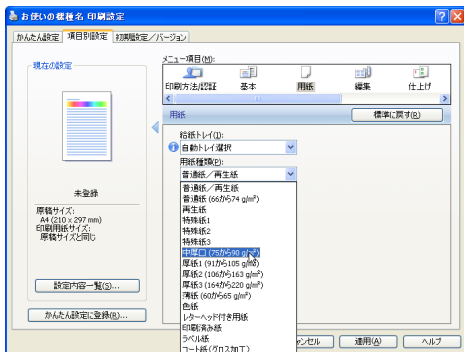 お使いの機種名 印刷設定
かんたん設定 項目別設定 初期設定/バージョン
現在の設定
未登録
原稿サイズ:
A4 (210 x 297 mm)
印刷用紙サイズ:
原稿サイズと同じ
設定内容一覧(S)...
かんたん設定に登録(R)...
メニュー項目(M):
印刷方法/認証 基本 用紙 編集 仕上げ
用紙 標準に戻す(R)
給紙トレイ(I):
自動トレイ選択
用紙種類(P):
普通紙/再生紙
普通紙/再生紙
普通紙 (66から74 g/m²)
再生紙
特殊紙1
特殊紙2
特殊紙3
中厚口 (75から90 g/m²)
厚紙1 (91から105 g/m²)
厚紙2 (106から163 g/m²)
厚紙3 (164から220 g/m²)
薄紙 (60から65 g/m²)
色紙
レターヘッド付き用紙
印刷済み紙
ラベル紙
コート紙(グロス加工)
ンセル 適用(A) ヘルプ